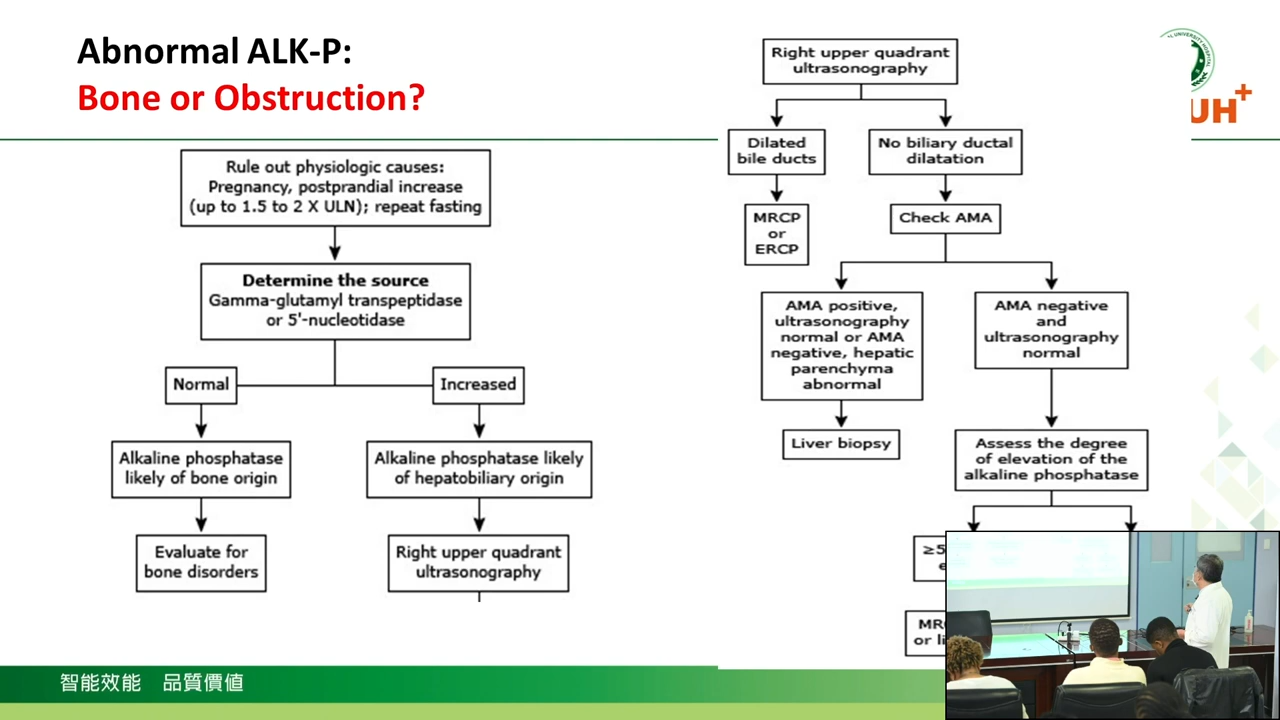 Abnormal ALK-P:
Bone or Obstruction?
Rule out physiologic causes:
Pregnancy, postprandial increase
(up to 1.5 to 2 X ULN); repeat fasting
Determine the source
Gamma-glutamyl transpeptidase
or 5'-nucleotidase
Normal
Increased
Alkaline phosphatase
likely of bone origin
Alkaline phosphatase likely
of hepatobiliary origin
Evaluate for
bone disorders
Right upper quadrant
ultrasonography
Right upper quadrant
ultrasonography
Dilated
bile ducts
No biliary ductal
dilatation
MRCP
or
ERCP
Check AMA
AMA positive,
ultrasonography
normal or AMA
negative, hepatic
parenchyma
abnormal
AMA negative
and
ultrasonography
normal
Liver biopsy
Assess the degree
of elevation of the
alkaline phosphatase
≥5
or
UNIVERSITY HOSPITAL
UH+
智能效能 品質價值